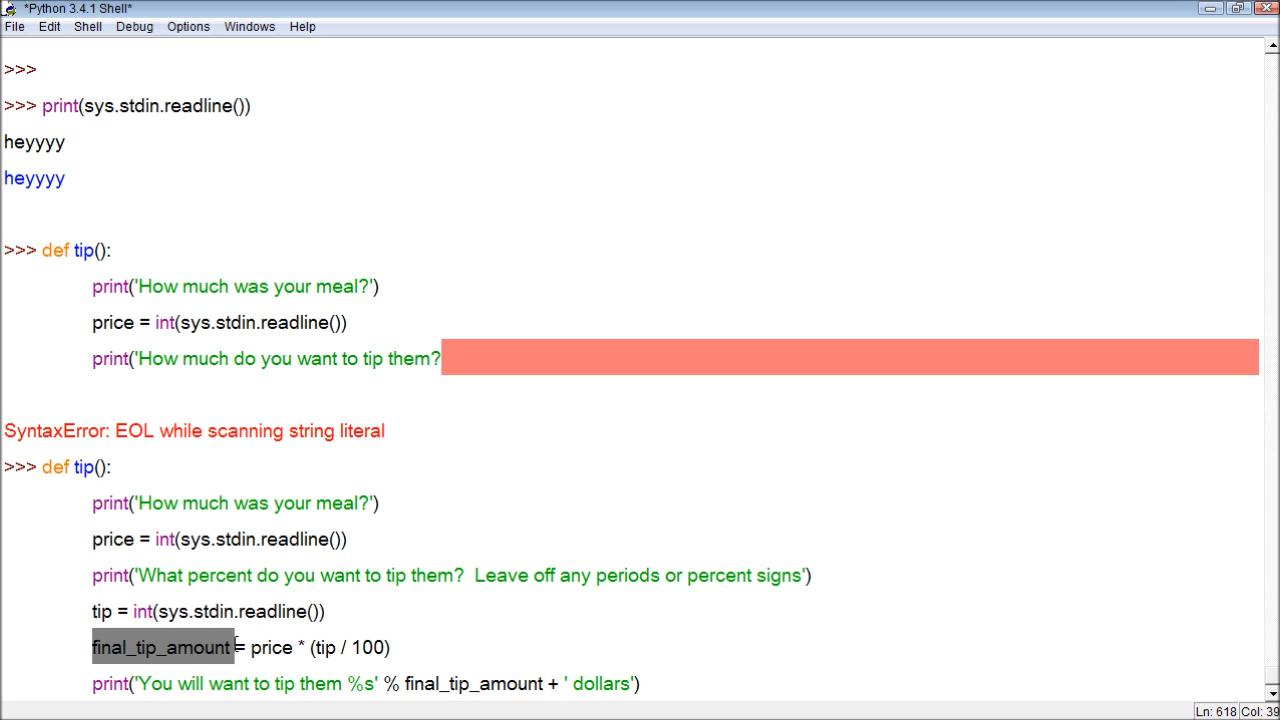 *Python 3.4.1 Shell*
File Edit Shell Debug Options Windows Help
>>>
>>> print(sys.stdin.readline())
heyyyy
heyyyy
>>> def tip():
print('How much was your meal?')
price = int(sys.stdin.readline())
print('How much do you want to tip them?
SyntaxError: EOL while scanning string literal
>>> def tip():
print('How much was your meal?')
price = int(sys.stdin.readline())
print('What percent do you want to tip them?  Leave off any periods or percent signs')
tip = int(sys.stdin.readline())
final_tip_amount = price * (tip / 100)
print('You will want to tip them %s' % final_tip_amount + ' dollars')
Ln: 618 Col: 39